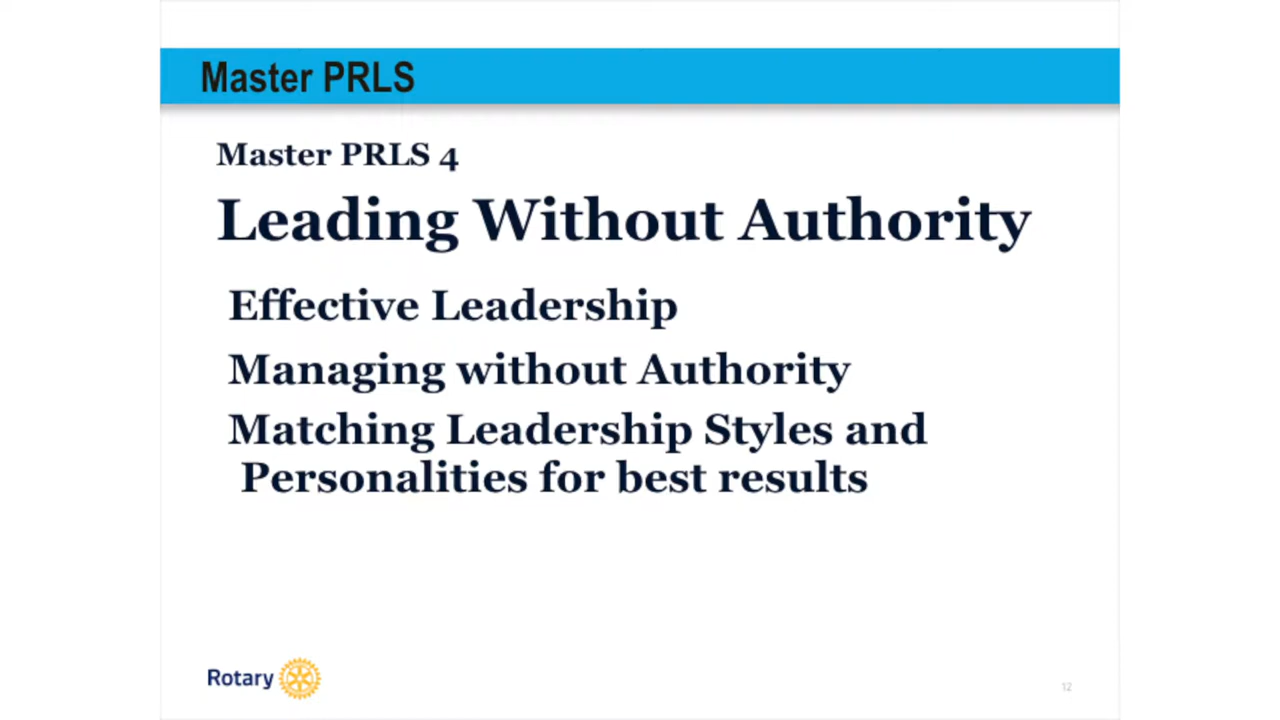 Master PRLS
Master PRLS 4
Leading Without Authority
Effective Leadership
Managing without Authority
Matching Leadership Styles and
Personalities for best results
Rotary
12